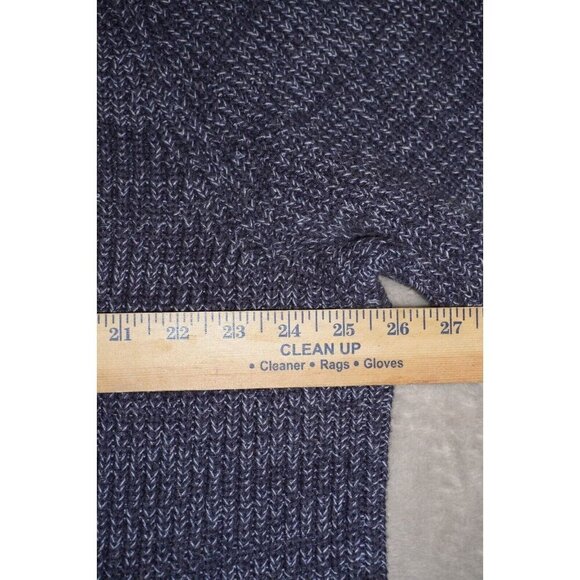 21 22 23 24 25 26 27
CLEAN UP
• Cleaner • Rags • Gloves